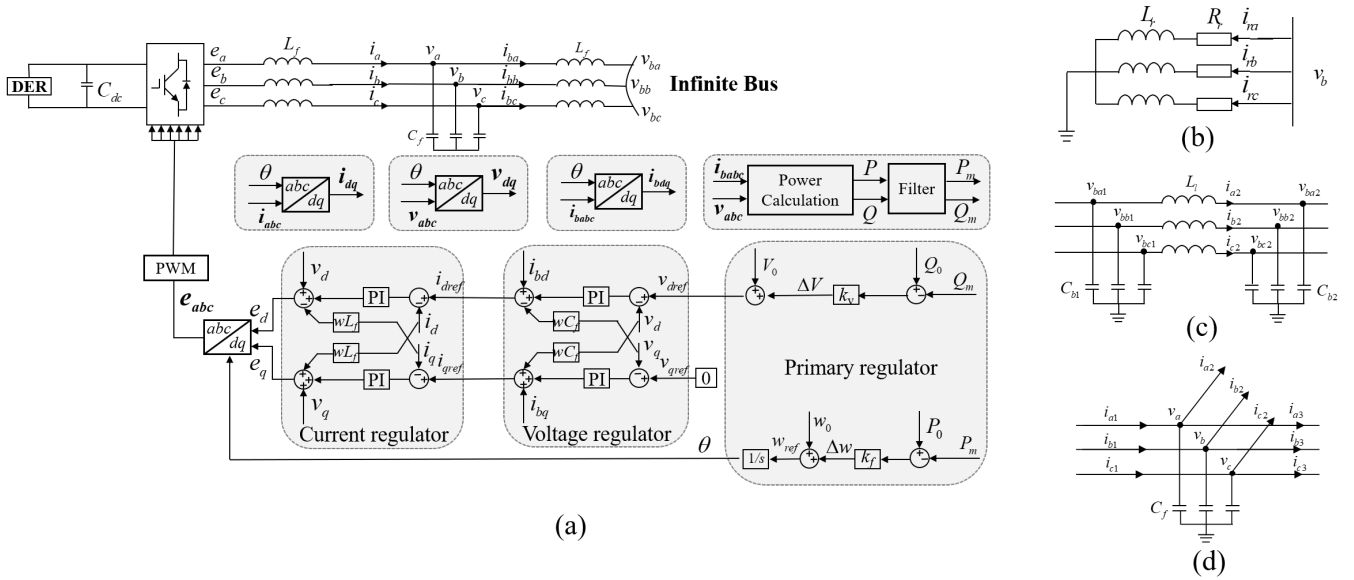 DER
C_dc
e_a
e_b
e_c
L_f
i_a
i_b
i_c
v_a
v_b
v_c
C_f
i_ba
i_bb
i_bc
L_f
v_ba
v_bb
v_bc
Infinite Bus
θ
i_abc
abc
dq
i_dq
θ
v_abc
abc
dq
v_dq
θ
i_babc
abc
dq
i_bdq
i_babc
v_abc
Power
Calculation
P
Q
Filter
P_m
Q_m
PWM
e_abc
abc
dq
e_d
e_q
v_d
PI
i_dref
wL_f
i_d
wL_f
i_q
i_qref
PI
v_q
Current regulator
i_bd
PI
v_dref
wC_f
v_d
wC_f
v_q
v_qref
0
PI
i_bq
Voltage regulator
V_0
ΔV
k_v
Q_0
Q_m
Primary regulator
θ
1/s
w_ref
w_0
Δw
k_f
P_0
P_m
(a)
L_r
R_r
i_ra
i_rb
i_rc
v_b
(b)
v_ba1
v_bb1
v_bc1
L_l
i_a2
i_b2
i_c2
v_ba2
v_bb2
v_bc2
C_b1
C_b2
(c)
i_a2
i_b2
i_c2
i_a1
i_b1
i_c1
v_a
v_b
v_c
i_a3
i_b3
i_c3
C_f
(d)